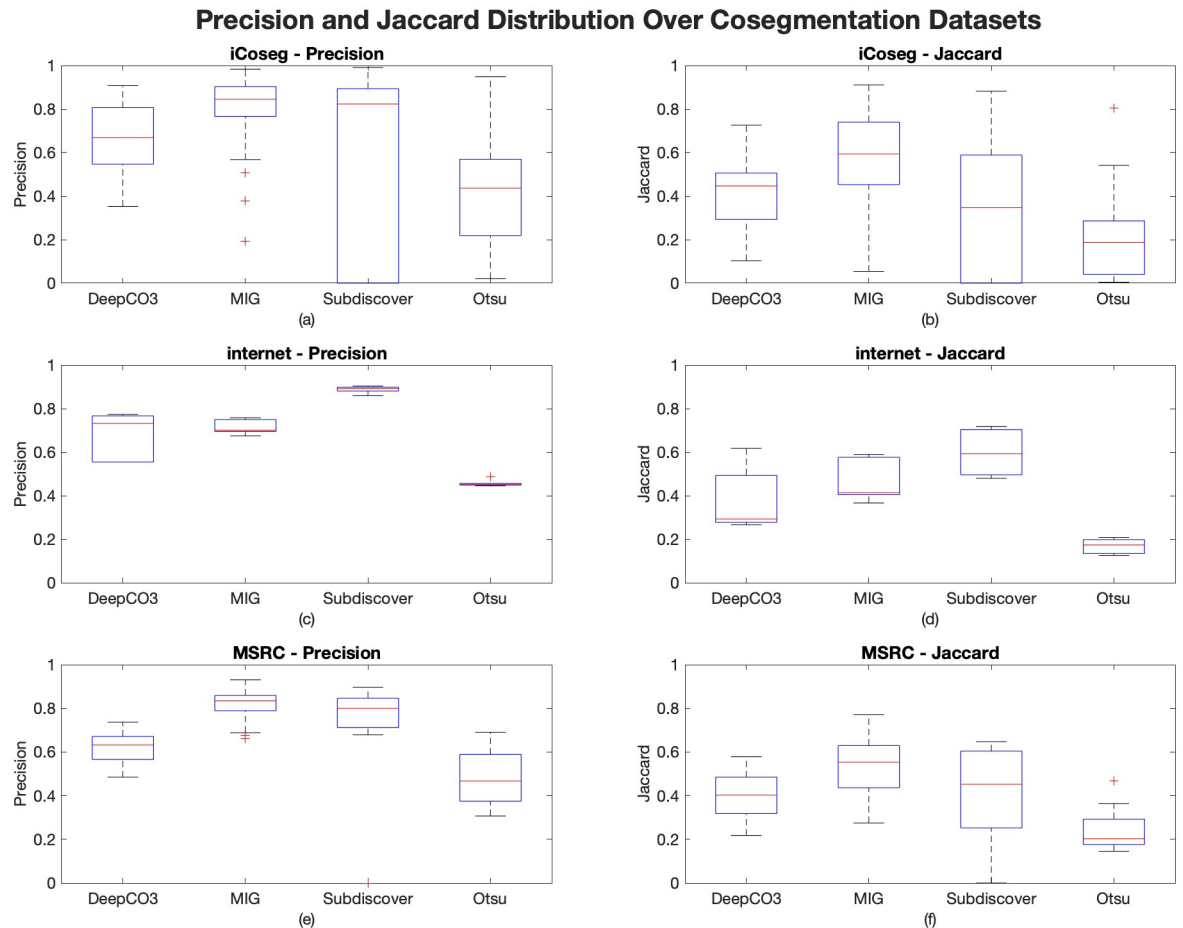 Precision and Jaccard Distribution Over Cosegmentation Datasets
iCoseg - Precision
1
0.8
0.6
0.4
0.2
0
Precision
DeepCO3 MIG Subdiscover Otsu
(a)
iCoseg - Jaccard
1
0.8
0.6
0.4
0.2
0
Jaccard
DeepCO3 MIG Subdiscover Otsu
(b)
internet - Precision
1
0.8
0.6
0.4
0.2
0
Precision
DeepCO3 MIG Subdiscover Otsu
(c)
internet - Jaccard
1
0.8
0.6
0.4
0.2
0
Jaccard
DeepCO3 MIG Subdiscover Otsu
(d)
MSRC - Precision
1
0.8
0.6
0.4
0.2
0
Precision
DeepCO3 MIG Subdiscover Otsu
(e)
MSRC - Jaccard
1
0.8
0.6
0.4
0.2
0
Jaccard
DeepCO3 MIG Subdiscover Otsu
(f)